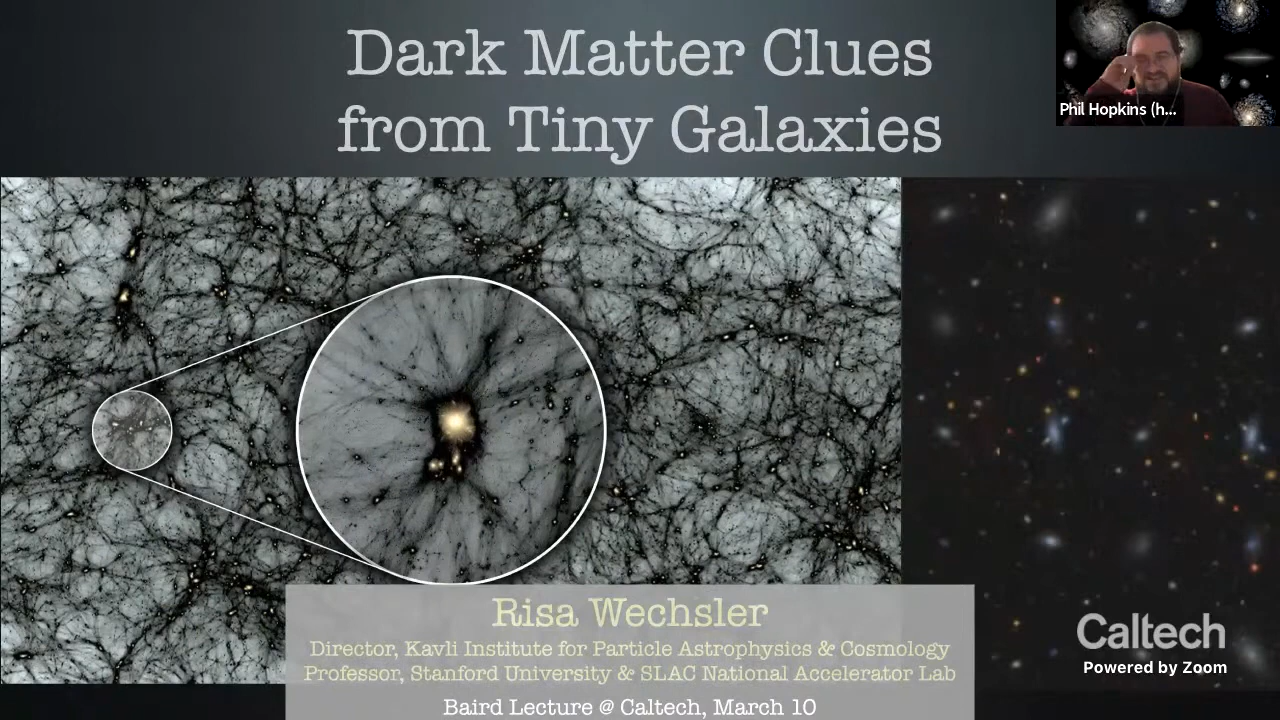 Dark Matter Clues
from Tiny Galaxies
Phil Hopkins (h...
Risa Wechsler
Director, Kavli Institute for Particle Astrophysics & Cosmology
Professor, Stanford University & SLAC National Accelerator Lab
Baird Lecture @ Caltech, March 10
Caltech
Powered by Zoom